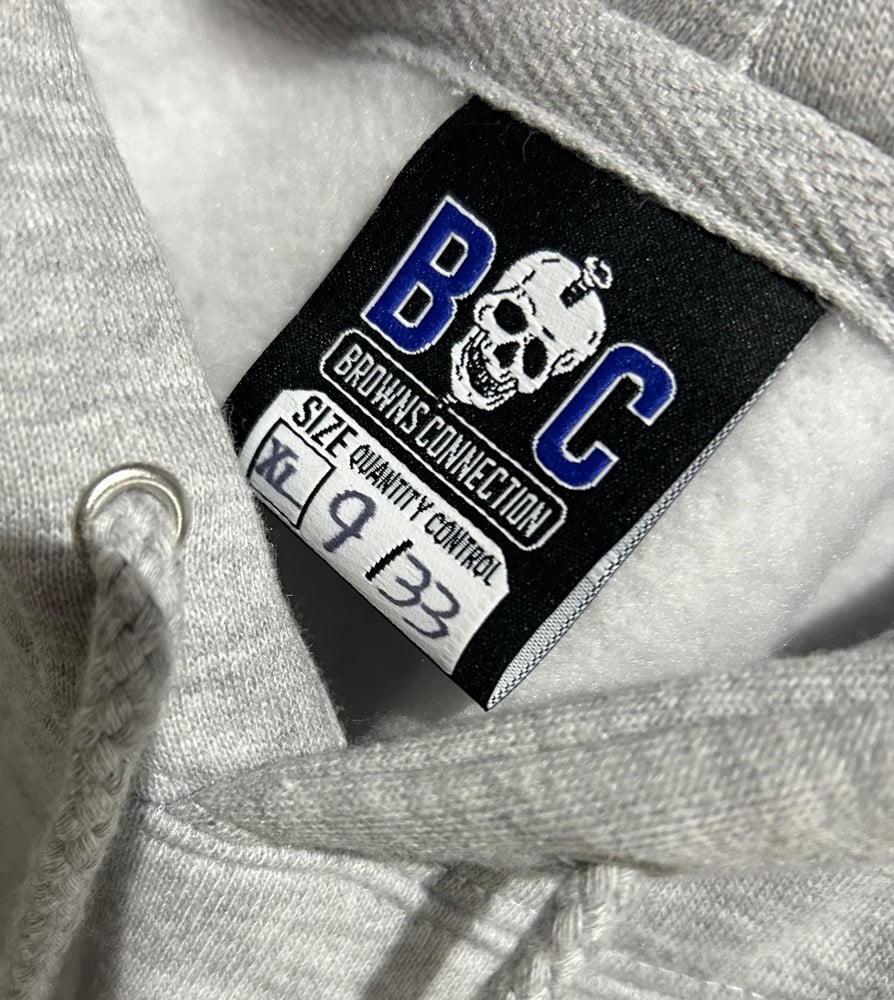 B C
BROWNS CONNECTION
SIZE QUANTITY CONTROL
XL 9/33